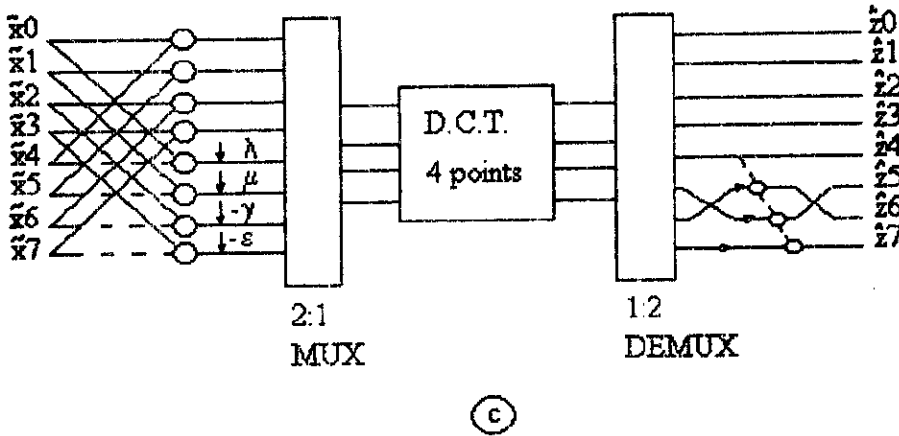 x̃0
x̃1
x̃2
x̃3
x̃4
x̃5
x̃6
x̃7
λ
μ
-γ
-ε
2:1
MUX
D.C.T.
4 points
1:2
DEMUX
ẑ0
ẑ1
ẑ2
ẑ3
ẑ4
ẑ5
ẑ6
ẑ7
c